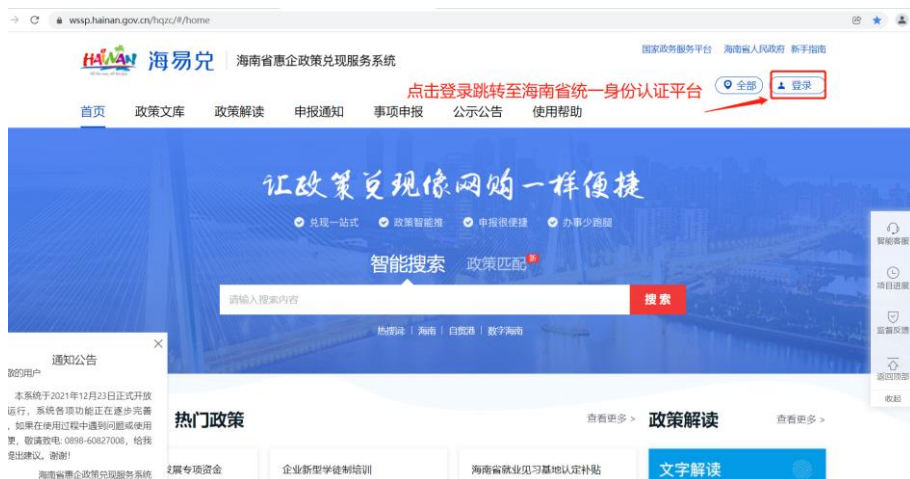 wssp.hainan.gov.cn/hqzc/#/home
国家政务服务平台 海南省人民政府 新手指南
HAINAN 海易兑 海南省惠企政策兑现服务系统
点击登录跳转至海南省统一身份认证平台
全部 登录
首页 政策文库 政策解读 申报通知 事项申报 公示公告 使用帮助
让政策兑现像网购一样便捷
兑现一站式 政策智能推 申报很便捷 办事少跑腿
智能搜索 政策匹配 新
请输入搜索内容 搜索
热搜词: 海南 自贸港 数字海南
智能客服
项目进展
监督反馈
返回顶部
收起
通知公告
敬的用户
本系统于2021年12月23日正式开放
运行,系统各项功能正在逐步完善
,如果在使用过程中遇到问题或使用
便,敬请致电: 0898-60827008,给我
提出建议。谢谢!
海南省惠企政策兑现服务系统
热门政策 查看更多 >
发展专项资金 企业新型学徒制培训 海南省就业见习基地认定补贴
政策解读 查看更多 >
文字解读